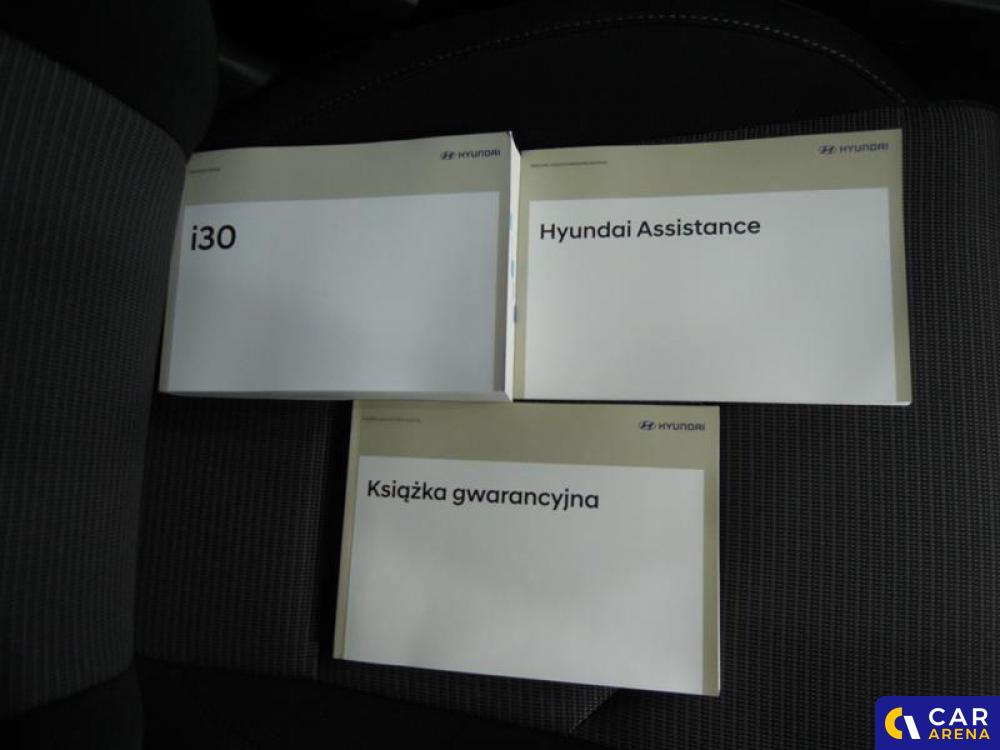 HYUNDAI
i30
HYUNDAI
Hyundai Assistance
HYUNDAI
Książka gwarancyjna
CAR
ARENA